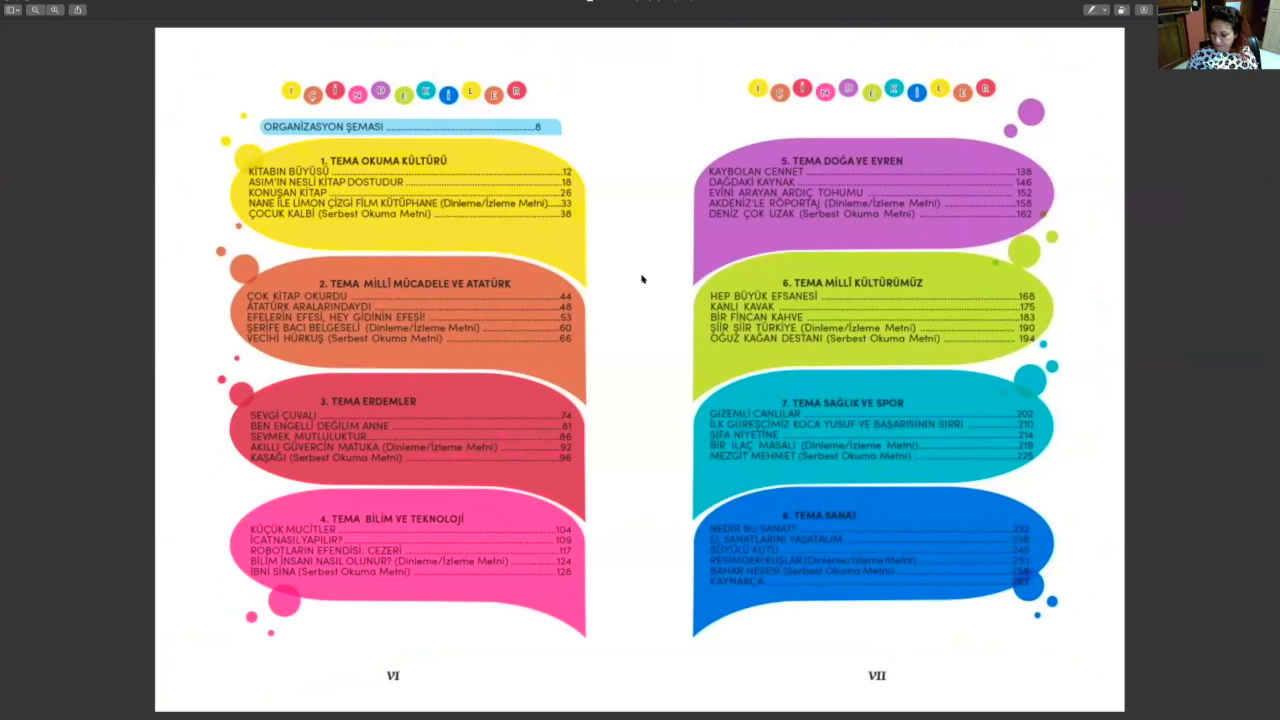 İÇİNDEKİLER
ORGANİZASYON ŞEMASI ........................................................8
1. TEMA OKUMA KÜLTÜRÜ
KİTABIN BÜYÜSÜ ........................................................12
ASIM'IN NESLİ KİTAP DOSTUDUR ........................................................18
KONUŞAN KİTAP ........................................................26
NANE İLE LİMON ÇİZGİ FİLM KÜTÜPHANE (Dinleme/İzleme Metni).....33
ÇOCUK KALBİ (Serbest Okuma Metni) ........................................................38
2. TEMA MİLLÎ MÜCADELE VE ATATÜRK
ÇOK KİTAP OKURDU ........................................................44
ATATÜRK ARALARINDAYDI ........................................................48
EFELERİN EFESİ, HEY GİDİNİN EFESİ! ........................................................53
ŞERİFE BACI BELGESELİ (Dinleme/İzleme Metni) ............................60
VECİHİ HÜRKUŞ (Serbest Okuma Metni) ............................66
3. TEMA ERDEMLER
SEVGİ ÇUVALI ........................................................74
BEN ENGELLİ DEĞİLİM ANNE ........................................................81
SEVMEK MUTLULUKTUR........................................................86
AKILLI GÜVERCİN MATUKA (Dinleme/İzleme Metni) ....................92
KAŞAĞI (Serbest Okuma Metni) ........................................................96
4. TEMA BİLİM VE TEKNOLOJİ
KÜÇÜK MUCİTLER ........................................................104
İCAT NASIL YAPILIR? ........................................................109
ROBOTLARIN EFENDİSİ: CEZERİ ........................................................117
BİLİM İNSANI NASIL OLUNUR? (Dinleme/İzleme Metni) ................124
İBNİ SİNA (Serbest Okuma Metni) ........................................................128
VI
İÇİNDEKİLER
5. TEMA DOĞA VE EVREN
KAYBOLAN CENNET ........................................................138
DAĞDAKİ KAYNAK ........................................................146
EVİNİ ARAYAN ARDIÇ TOHUMU ........................................................152
AKDENİZ'LE RÖPORTAJ (Dinleme/İzleme Metni) ....................158
DENİZ ÇOK UZAK (Serbest Okuma Metni) ............................162
6. TEMA MİLLÎ KÜLTÜRÜMÜZ
HEP BÜYÜK EFSANESİ ........................................................168
KANLI KAVAK ........................................................175
BİR FİNCAN KAHVE ........................................................183
ŞİİR ŞİİR TÜRKİYE (Dinleme/İzleme Metni) ............................190
OĞUZ KAĞAN DESTANI (Serbest Okuma Metni) ....................194
7. TEMA SAĞLIK VE SPOR
GİZEMLİ CANLILAR ........................................................202
İLK GÜREŞÇİMİZ KOCA YUSUF VE BAŞARISININ SIRRI ................210
ŞİFA NİYETİNE ........................................................214
BİR İLAÇ MASALI (Dinleme/İzleme Metni)............................219
MEZGİT MEHMET (Serbest Okuma Metni) ............................225
8. TEMA SANAT
NEDİR BU SANAT? ........................................................232
EL SANATLARINI YAŞATALIM ........................................................238
BÜYÜLÜ KUTU ........................................................245
RESİMDEKİ KUŞLAR (Dinleme/İzleme Metni) ............................251
BAHAR NEŞESİ (Serbest Okuma Metni) ............................258
KAYNAKÇA ........................................................262
VII